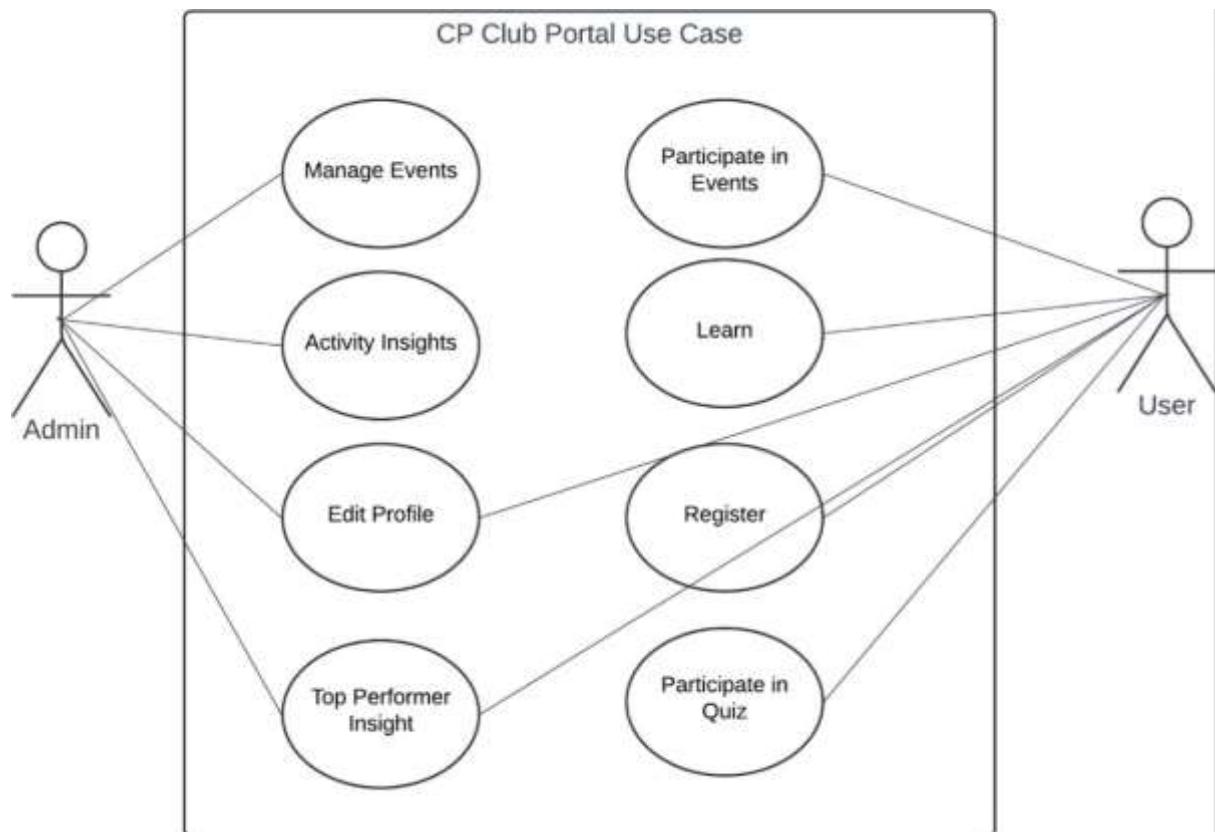 CP Club Portal Use Case
Manage Events
Participate in
Events
Activity Insights
Learn
Admin
User
Edit Profile
Register
Top Performer
Insight
Participate in
Quiz